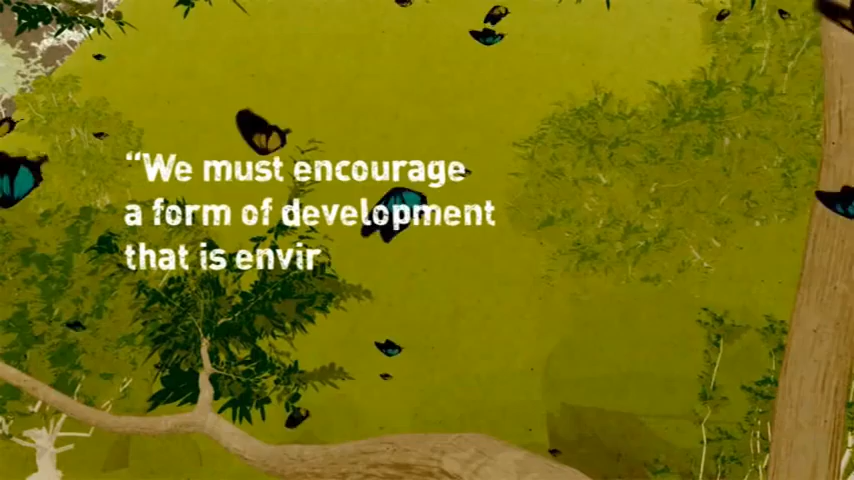 “We must encourage
a form of development
that is envir